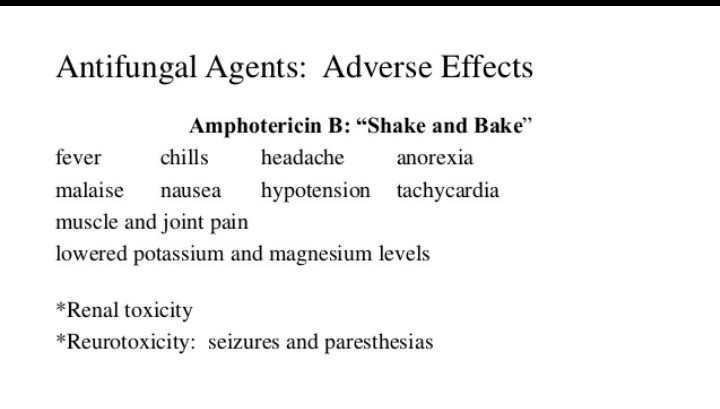 Antifungal Agents: Adverse Effects
Amphotericin B: “Shake and Bake”
fever chills headache anorexia
malaise nausea hypotension tachycardia
muscle and joint pain
lowered potassium and magnesium levels
*Renal toxicity
*Reurotoxicity: seizures and paresthesias